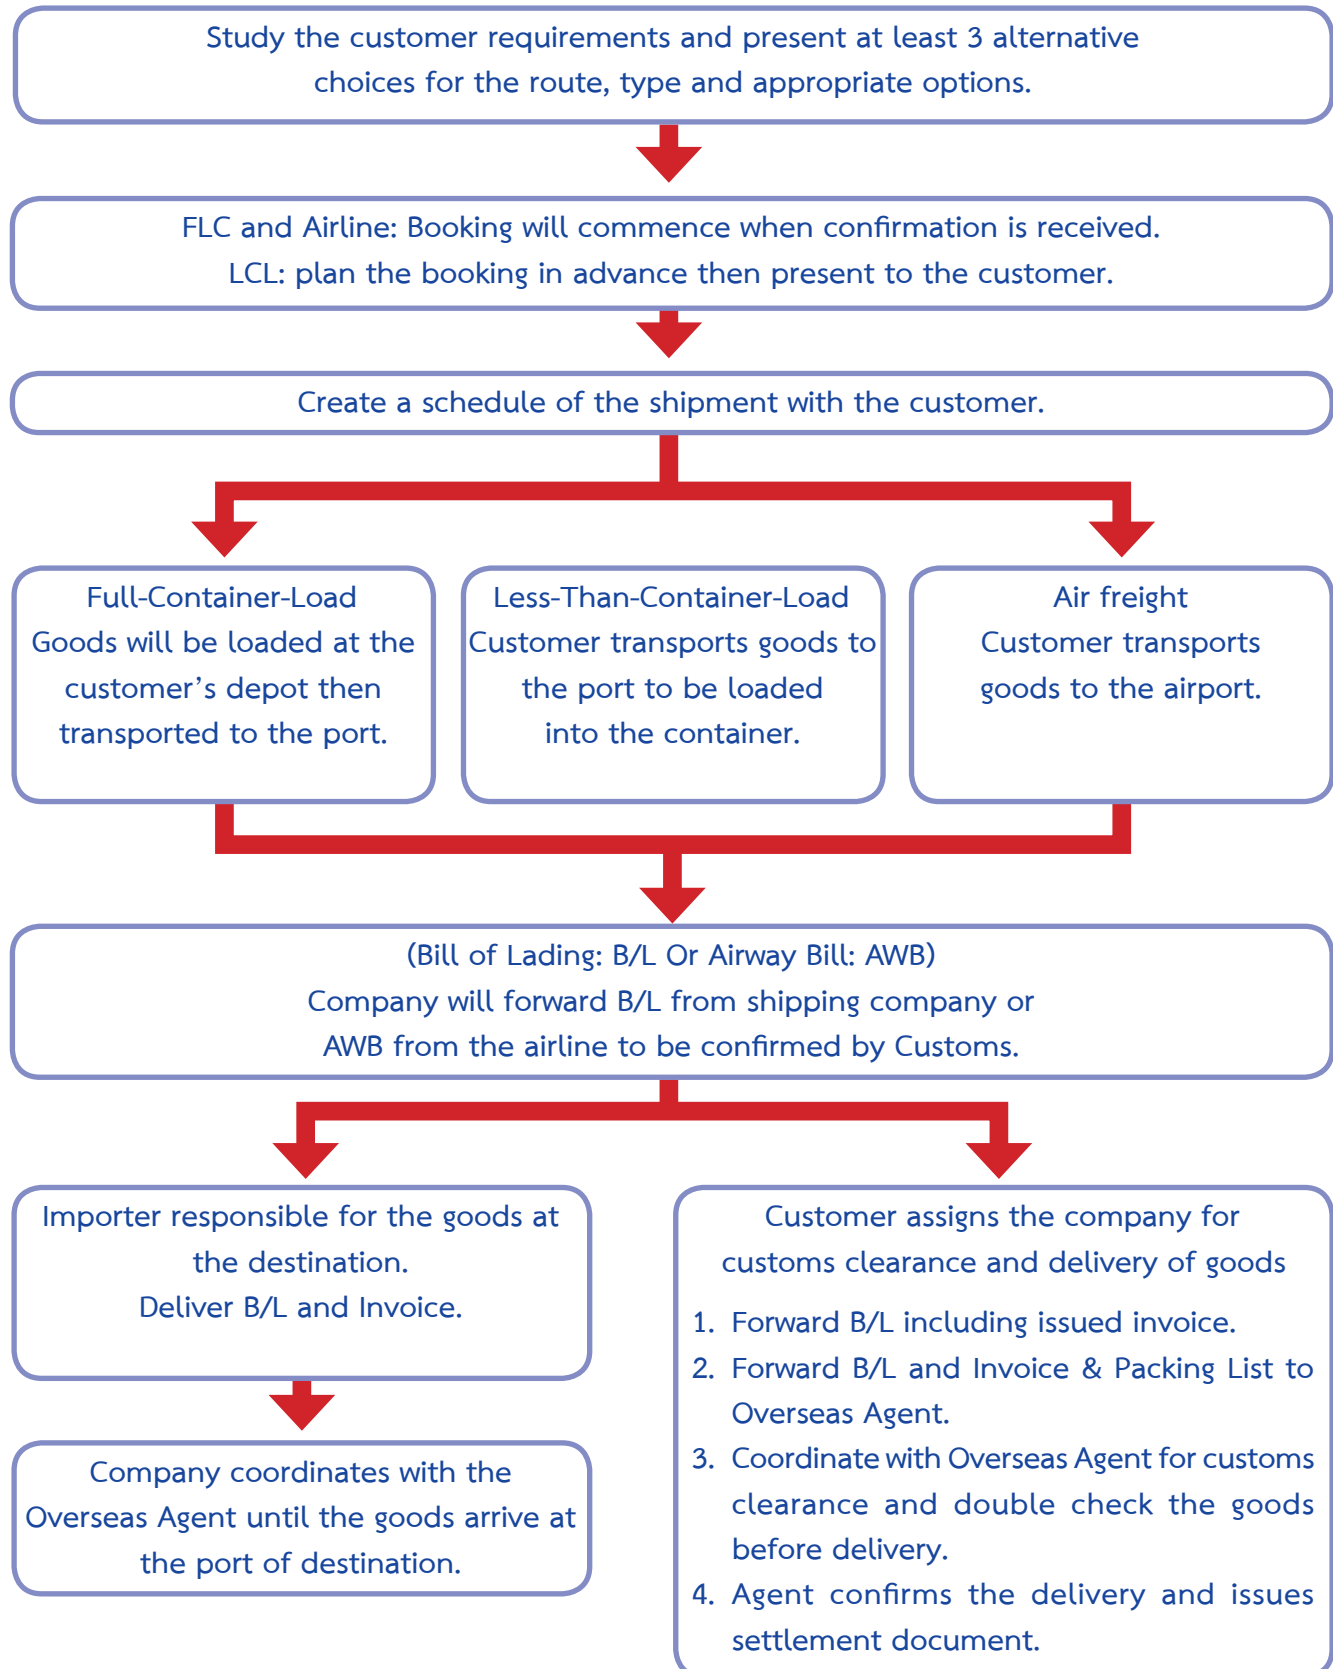 Study the customer requirements and present at least 3 alternative
choices for the route, type and appropriate options.
FLC and Airline: Booking will commence when confirmation is received.
LCL: plan the booking in advance then present to the customer.
Create a schedule of the shipment with the customer.
Full-Container-Load
Goods will be loaded at the
customer's depot then
transported to the port.
Less-Than-Container-Load
Customer transports goods to
the port to be loaded
into the container.
Air freight
Customer transports
goods to the airport.
(Bill of Lading: B/L Or Airway Bill: AWB)
Company will forward B/L from shipping company or
AWB from the airline to be confirmed by Customs.
Importer responsible for the goods at
the destination.
Deliver B/L and Invoice.
Company coordinates with the
Overseas Agent until the goods arrive at
the port of destination.
Customer assigns the company for
customs clearance and delivery of goods
1. Forward B/L including issued invoice.
2. Forward B/L and Invoice & Packing List to
Overseas Agent.
3. Coordinate with Overseas Agent for customs
clearance and double check the goods
before delivery.
4. Agent confirms the delivery and issues
settlement document.